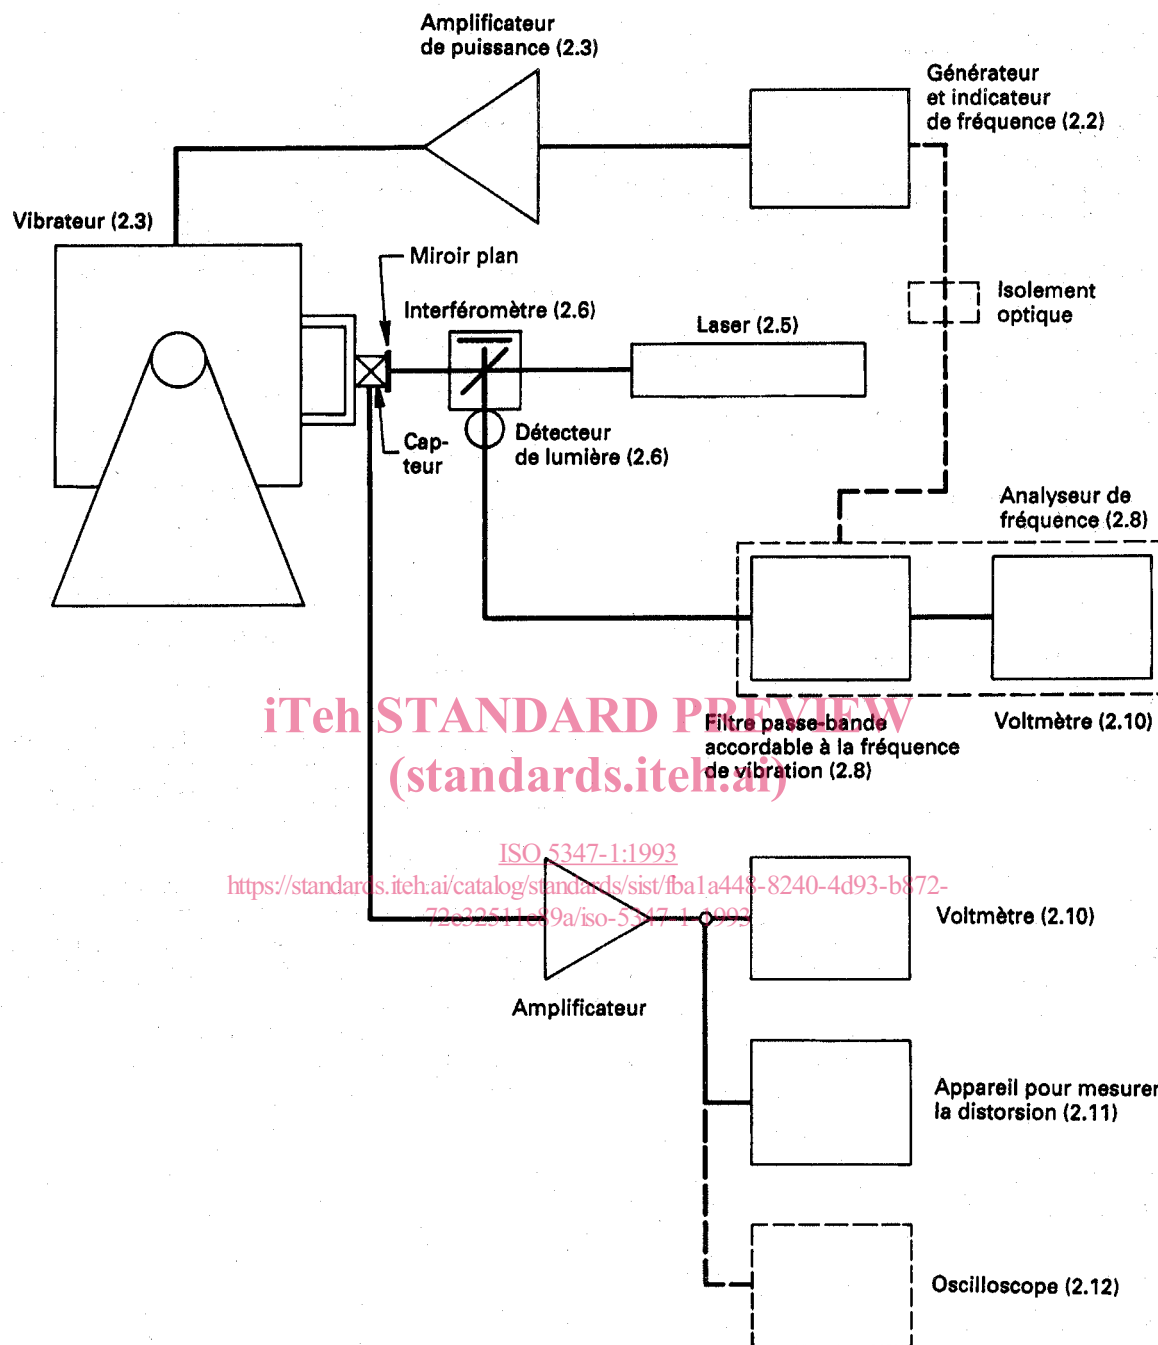 Amplificateur
de puissance (2.3)
Générateur
et indicateur
de fréquence (2.2)
Vibrateur (2.3)
Miroir plan
Isolement
optique
Interféromètre (2.6)
Laser (2.5)
Cap-
teur
Détecteur
de lumière (2.6)
Analyseur de
fréquence (2.8)
iTeh STANDARD PREVIEW
(standards.iteh.ai)
Filtre passe-bande
accordable à la fréquence
de vibration (2.8)
Voltmètre (2.10)
ISO 5347-1:1993
https://standards.iteh.ai/catalog/standards/sist/fba1a448-8240-4d93-b872-
72e32511e89a/iso-5347-1-1993
Voltmètre (2.10)
Amplificateur
Appareil pour mesurer
la distorsion (2.11)
Oscilloscope (2.12)